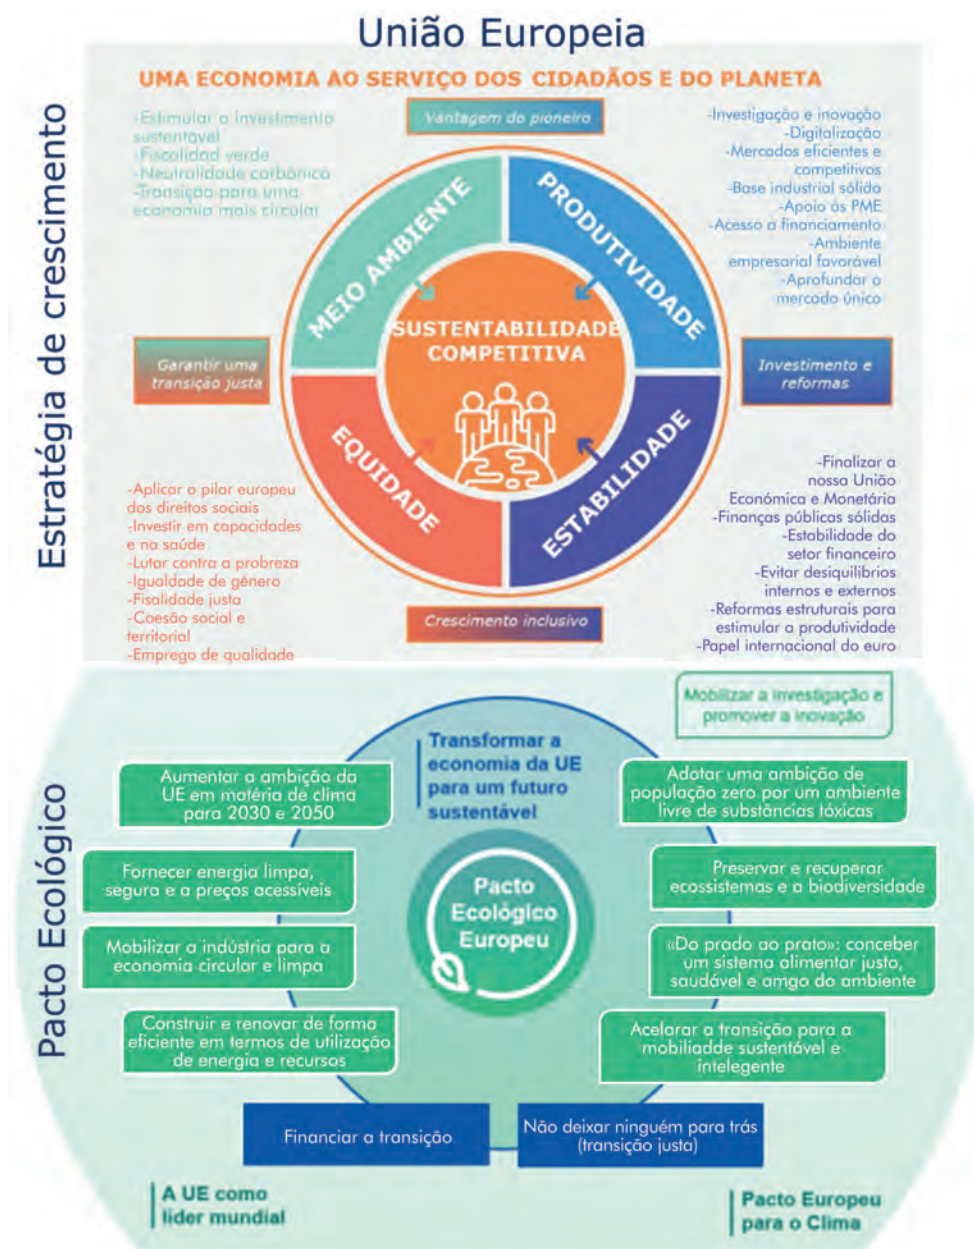 União Europeia
Estratégia de crescimento
UMA ECONOMIA AO SERVIÇO DOS CIDADÃOS E DO PLANETA
-Estimular o investimento
sustentável
-Fiscalidad verde
-Neutralidade carbónica
-Transição para uma
economia mais circular
Vantagem do pioneiro
-Investigação e inovação
-Digitalização
-Mercados eficientes e
competitivos
-Base industrial sólida
-Apoio às PME
-Acesso a financiamento
-Ambiente
empresarial favorável
-Aprofundar o
mercado único
MEIO AMBIENTE
PRODUTIVIDADE
SUSTENTABILIDADE
COMPETITIVA
Garantir uma
transição justa
Investimento e
reformas
EQUIDADE
ESTABILIDADE
-Aplicar o pilar europeu
dos direitos sociais
-Investir em capacidades
e na saúde
-Lutar contra a probreza
-Igualdade de género
-Fisalidade justa
-Coesão social e
territorial
-Emprego de qualidade
Crescimento inclusivo
-Finalizar a
nossa União
Económica e Monetária
-Finanças públicas sólidas
-Estabilidade do
setor financeiro
-Evitar desiquilibrios
internos e externos
-Reformas estruturais para
estimular a produtividade
-Papel internacional do euro
Pacto Ecológico
Mobilizar a investigação e
promover a inovação
Transformar a
economia da UE
para um futuro
sustentável
Aumentar a ambição da
UE em matéria de clima
para 2030 e 2050
Adotar uma ambição de
população zero por um ambiente
livre de substâncias tóxicas
Fornecer energia limpa,
segura e a preços acessíveis
Preservar e recuperar
ecossistemas e a biodiversidade
Pacto
Ecológico
Europeu
Mobilizar a indústria para a
economia circular e limpa
«Do prado ao prato»: conceber
um sistema alimentar justo,
saudável e amgo do ambiente
Construir e renovar de forma
eficiente em termos de utilização
de energia e recursos
Acelarar a transição para a
mobiliadde sustentável e
intelegente
Financiar a transição
Não deixar ninguém para trás
(transição justa)
A UE como
líder mundial
Pacto Europeu
para o Clima